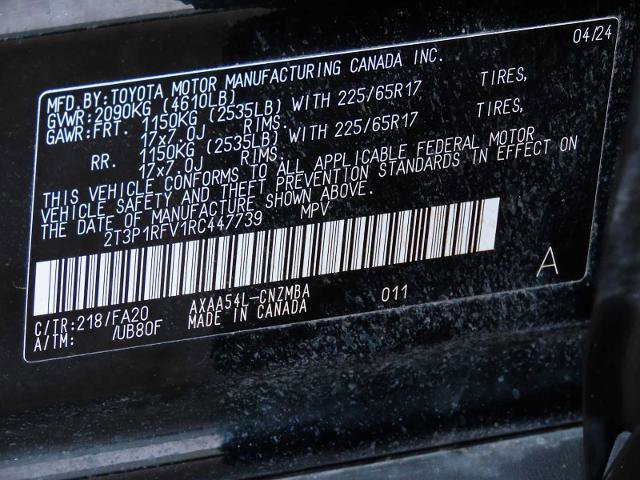 04/24
MFD.BY:TOYOTA MOTOR MANUFACTURING CANADA INC.
GVWR:2090KG (4610LB)
GAWR:FRT. 1150KG (2535LB) WITH 225/65R17 TIRES,
17x7.0J RIMS.
RR. 1150KG (2535LB) WITH 225/65R17 TIRES,
17x7.0J RIMS.
THIS VEHICLE CONFORMS TO ALL APPLICABLE FEDERAL MOTOR
VEHICLE SAFETY AND THEFT PREVENTION STANDARDS IN EFFECT ON
THE DATE OF MANUFACTURE SHOWN ABOVE.
2T3P1RFV1RC447739 MPV
C/TR:218/FA20 AXAA54L-CNZMBA 011 A
A/TM: /UB80F MADE IN CANADA